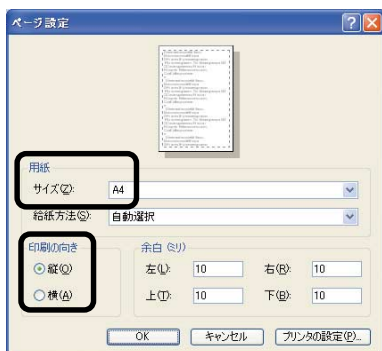 ページ設定
用紙
サイズ(Z): A4
給紙方法(S): 自動選択
印刷の向き
縦(O)
横(A)
余白 (ミリ)
左(L): 10 右(R): 10
上(T): 10 下(B): 10
OK キャンセル プリンタの設定(P)...